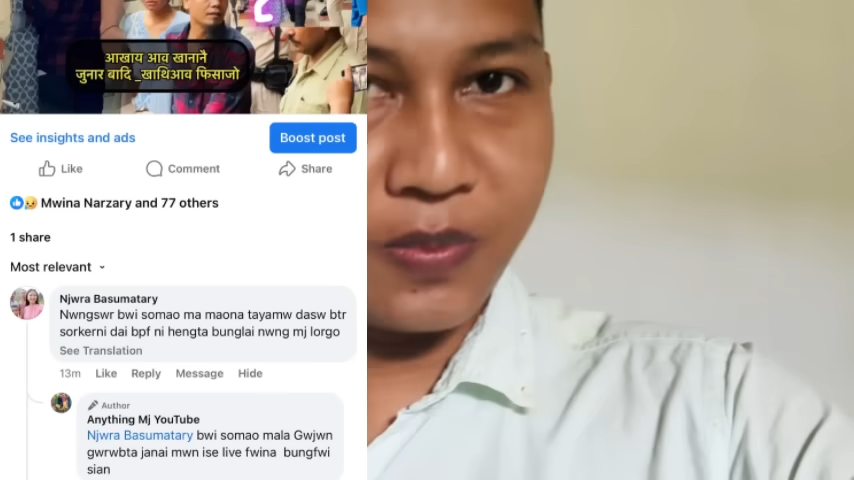 आखाय आव खानानै
जुनार बादि _खाथिआव फिसाजो
See insights and ads
Boost post
Like
Comment
Share
Mwina Narzary and 77 others
1 share
Most relevant
Njwra Basumatary
Nwngswr bwi somao ma maona tayamw dasw btr
sorkerni dai bpf ni hengta bunglai nwng mj lorgo
See Translation
13m Like Reply Message Hide
Author
Anything Mj YouTube
Njwra Basumatary bwi somao mala Gwjwn
gwrwbta janai mwn ise live fwina bungfwi
sian